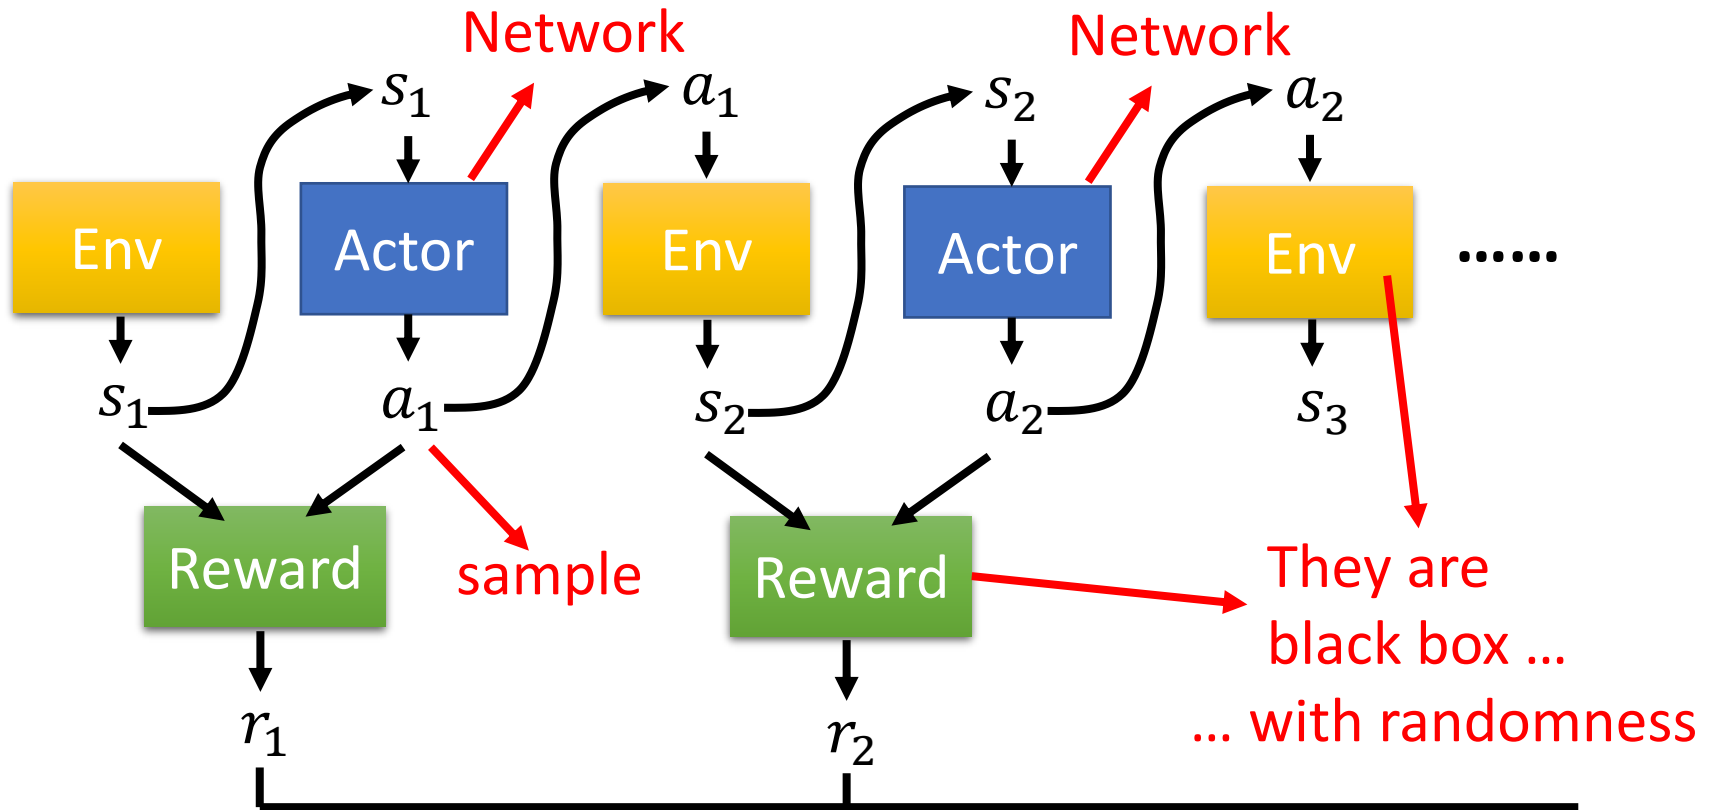 Network Network
s₁ a₁ s₂ a₂
Env Actor Env Actor Env ......
s₁ a₁ s₂ a₂ s₃
Reward sample Reward They are
black box ...
r₁ r₂ ... with randomness